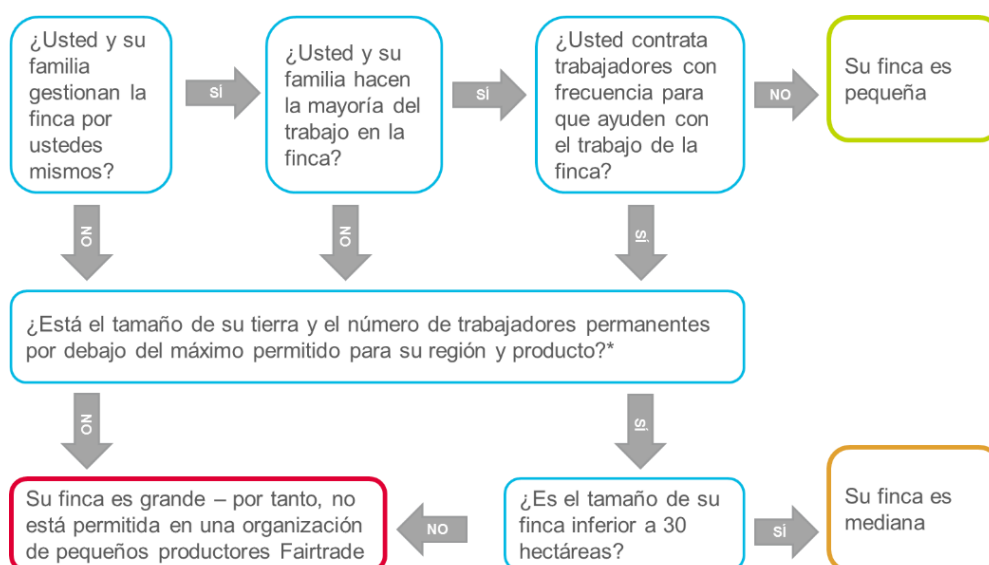 ¿Usted y su
familia
gestionan la
finca por
ustedes
mismos?
SÍ
¿Usted y su
familia hacen
la mayoría del
trabajo en la
finca?
SÍ
¿Usted contrata
trabajadores con
frecuencia para
que ayuden con
el trabajo de la
finca?
NO
Su finca es
pequeña
NO
NO
SÍ
¿Está el tamaño de su tierra y el número de trabajadores permanentes
por debajo del máximo permitido para su región y producto?*
NO
SÍ
Su finca es grande – por tanto, no
está permitida en una organización
de pequeños productores Fairtrade
NO
¿Es el tamaño de su
finca inferior a 30
hectáreas?
SÍ
Su finca es
mediana